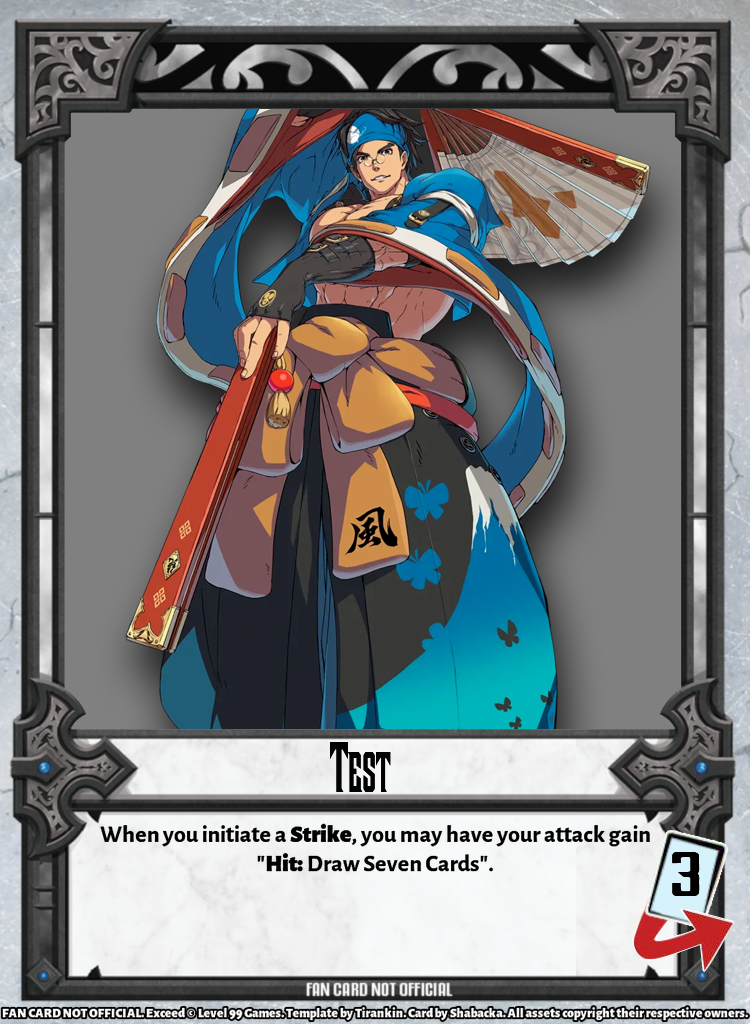 風
Test
When you initiate a Strike, you may have your attack gain
"Hit: Draw Seven Cards".
3
FAN CARD NOT OFFICIAL
FAN CARD NOT OFFICIAL. Exceed © Level 99 Games. Template by Tirankin. Card by Shabacka. All assets copyright their respective owners.